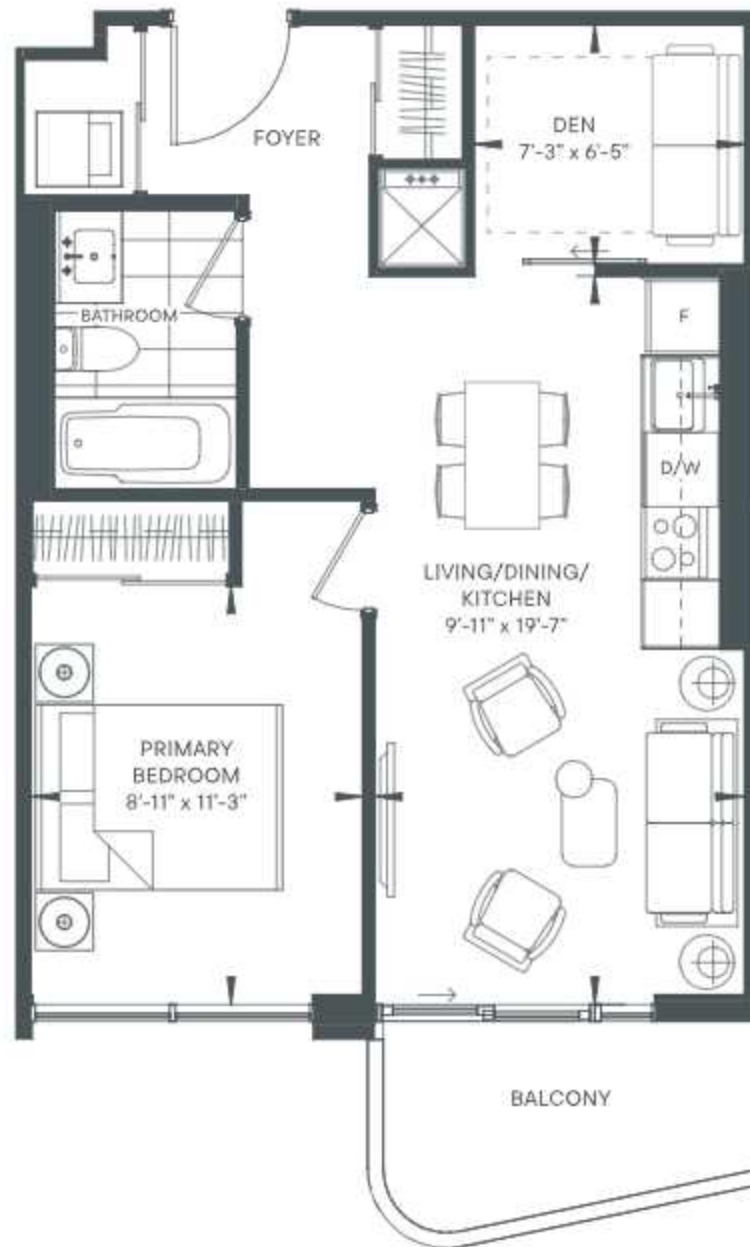 FOYER
DEN
7'-3" x 6'-5"
BATHROOM
F
D/W
LIVING/DINING/
KITCHEN
9'-11" x 19'-7"
PRIMARY
BEDROOM
8'-11" x 11'-3"
BALCONY